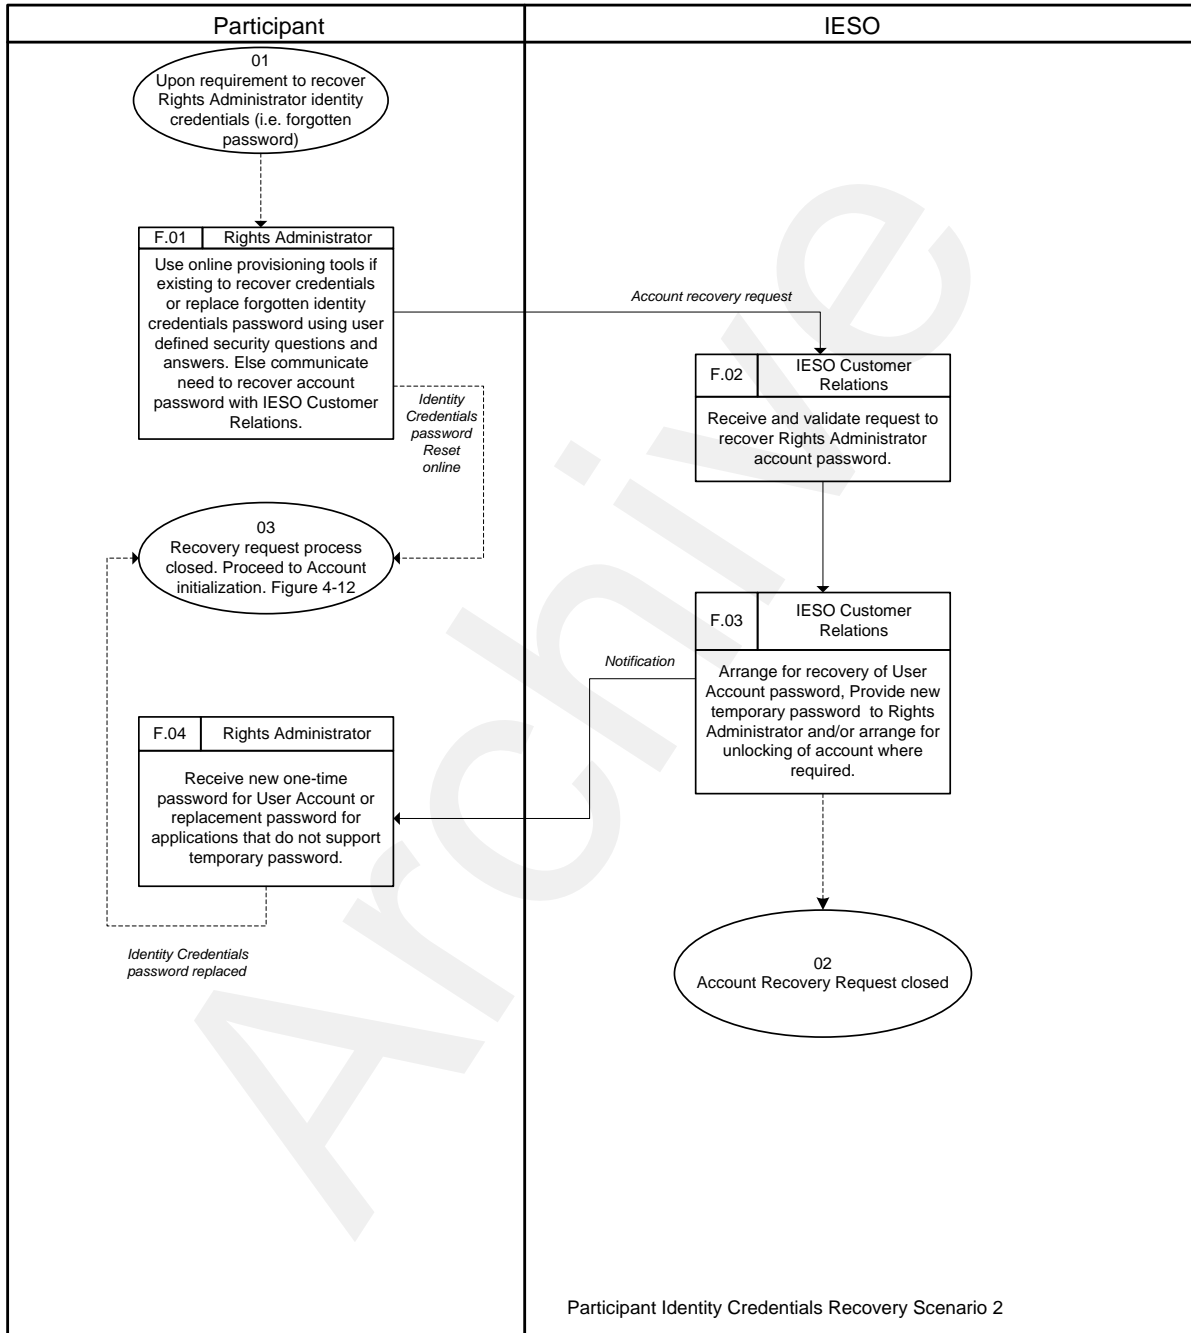 Participant
IESO
01
Upon requirement to recover
Rights Administrator identity
credentials (i.e. forgotten
password)
F.01
Rights Administrator
Use online provisioning tools if
existing to recover credentials
or replace forgotten identity
credentials password using user
defined security questions and
answers. Else communicate
need to recover account
password with IESO Customer
Relations.
Account recovery request
F.02
IESO Customer
Relations
Receive and validate request to
recover Rights Administrator
account password.
Identity
Credentials
password
Reset
online
03
Recovery request process
closed. Proceed to Account
initialization. Figure 4-12
F.03
IESO Customer
Relations
Arrange for recovery of User
Account password, Provide new
temporary password  to Rights
Administrator and/or arrange for
unlocking of account where
required.
Notification
F.04
Rights Administrator
Receive new one-time
password for User Account or
replacement password for
applications that do not support
temporary password.
Identity Credentials
password replaced
02
Account Recovery Request closed
Participant Identity Credentials Recovery Scenario 2
Archive